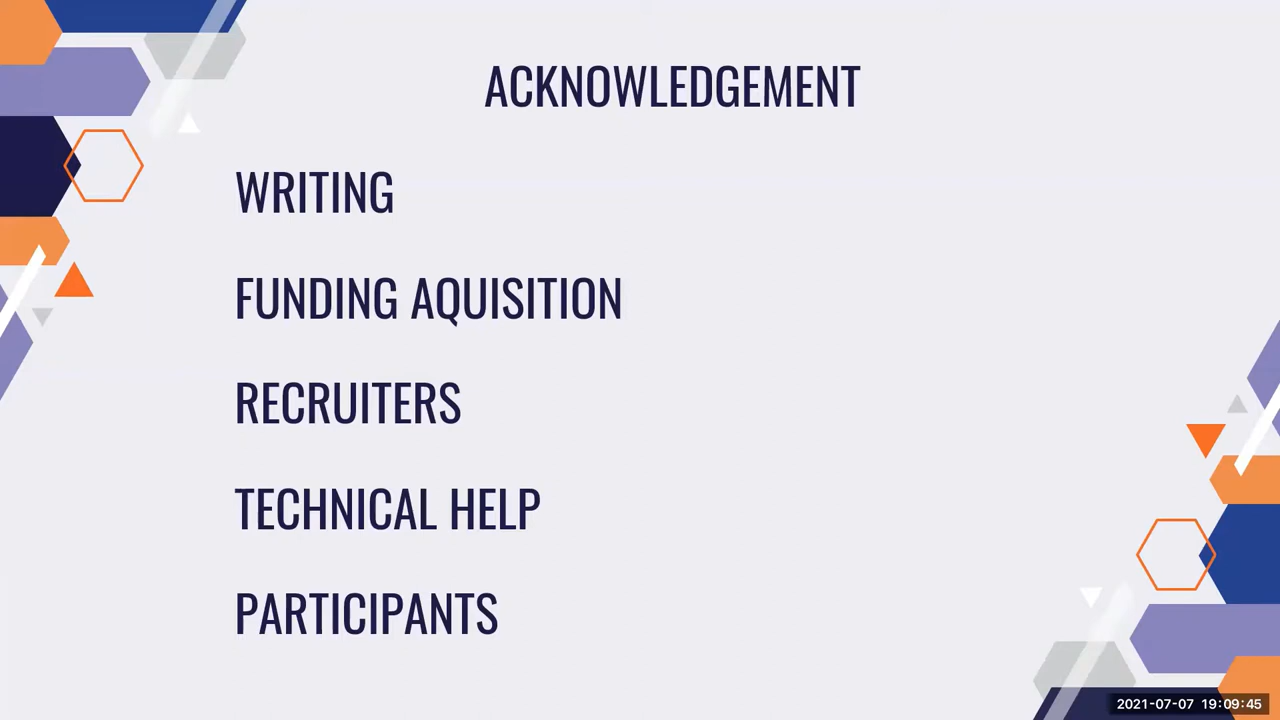 ACKNOWLEDGEMENT
WRITING
FUNDING AQUISITION
RECRUITERS
TECHNICAL HELP
PARTICIPANTS
2021-07-07 19:09:45